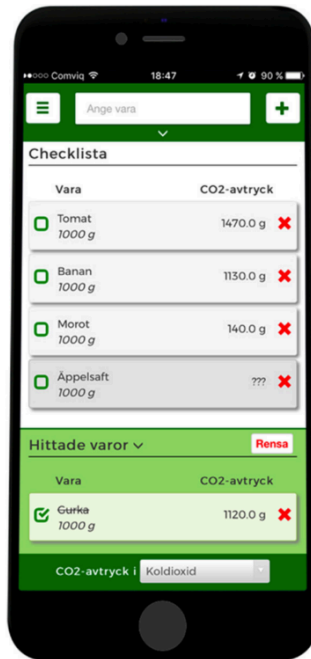 Comviq 18:47 90 %
Ange vara
Checklista
Vara CO2-avtryck
Tomat 1470.0 g
1000 g
Banan 1130.0 g
1000 g
Morot 140.0 g
1000 g
Äppelsaft ???
1000 g
Hittade varor Rensa
Vara CO2-avtryck
Gurka 1120.0 g
1000 g
CO2-avtryck i Koldioxid